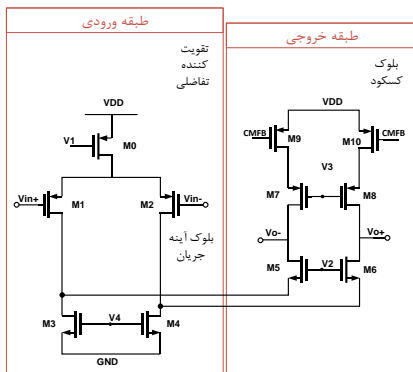 طبقه ورودی
تقویت
کننده
تفاضلی
VDD
V1
M0
Vin+
M1
M2
Vin-
بلوک آینه
جریان
M3
V4
M4
GND
طبقه خروجی
بلوک
کسکود
VDD
CMFB
M9
M10
CMFB
V3
M7
M8
Vo-
Vo+
M5
V2
M6